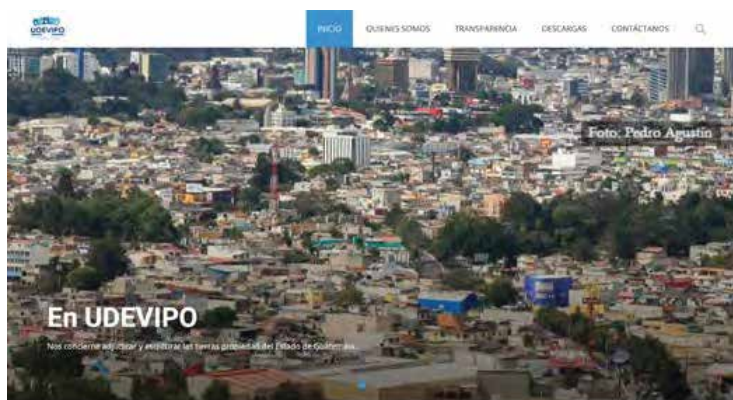 UDEVIPO
INICIO
QUIENES SOMOS
TRANSPARENCIA
DESCARGAS
CONTÁCTANOS
Foto: Pedro Agustin
En UDEVIPO
Nos concierne adjudicar y escriturar las tierras propiedad del Estado de Guatemala.